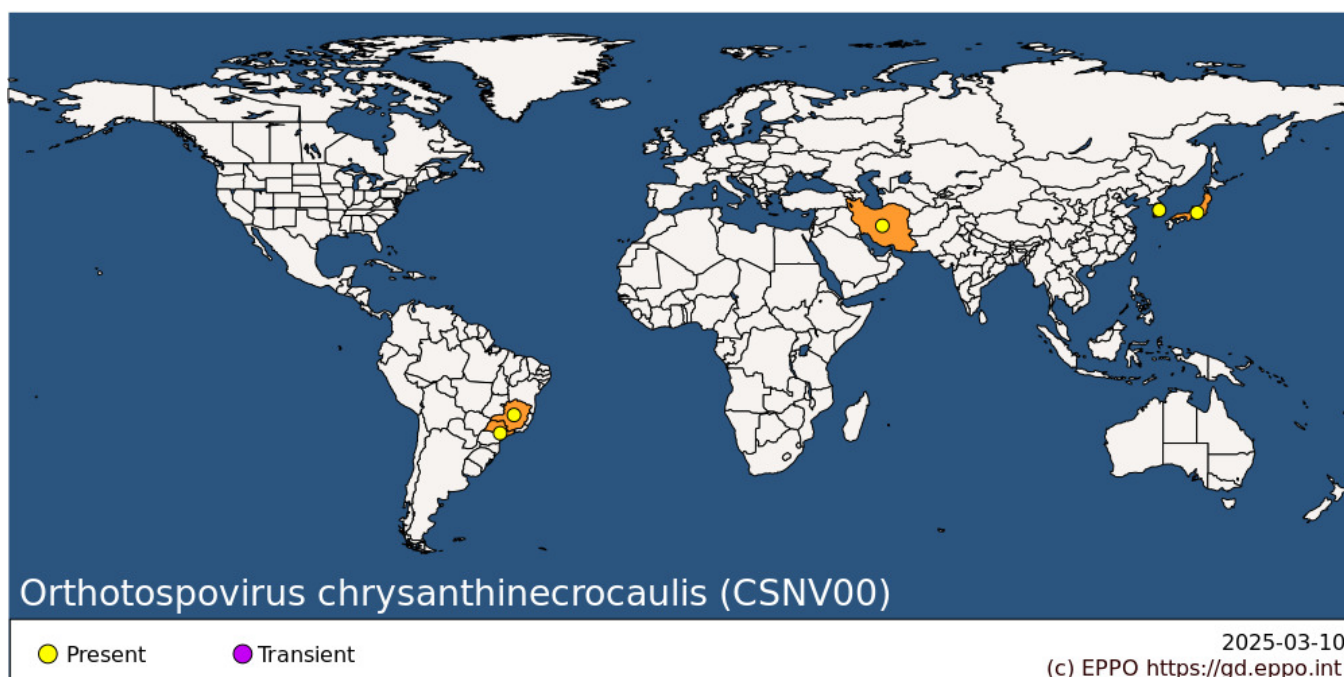 Orthotospovirus chrysanthinecrocaulis (CSNV00)
Present
Transient
2025-03-10
(c) EPPO https://gd.eppo.int